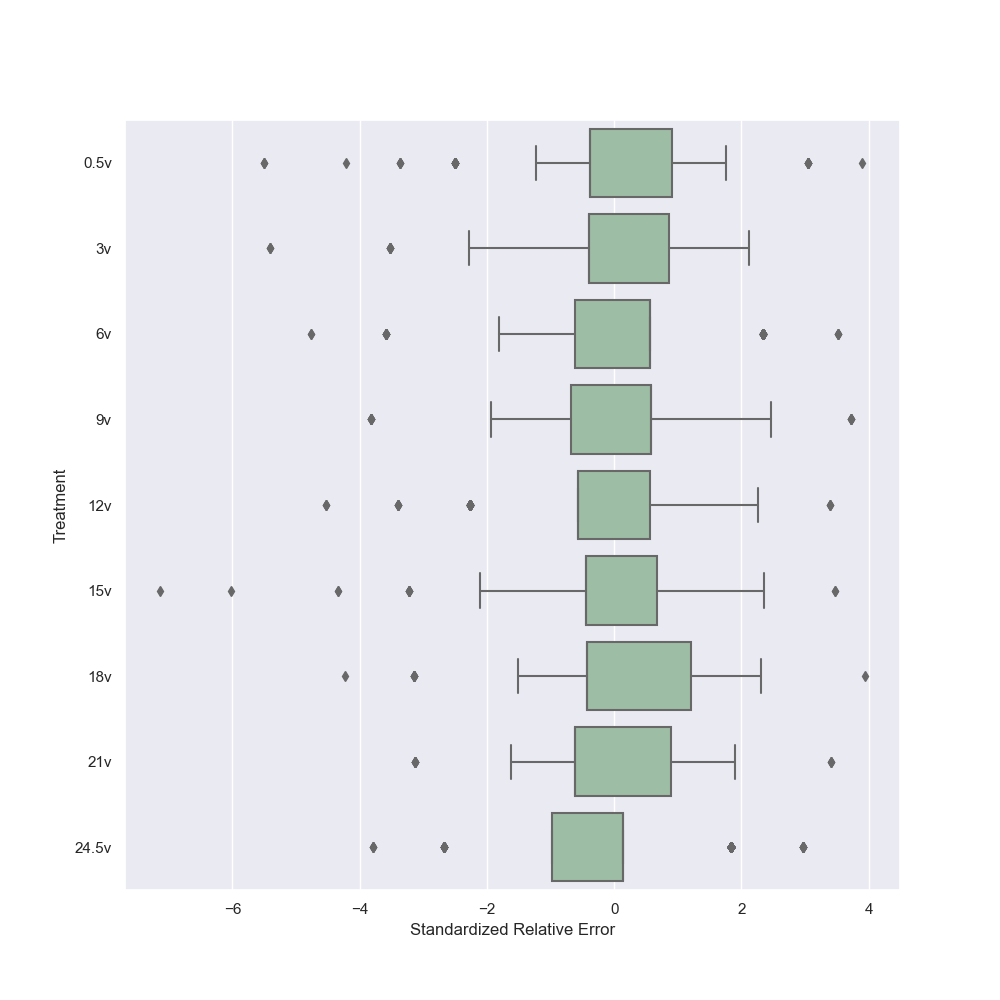 0.5v
3v
6v
9v
12v
15v
18v
21v
24.5v
Treatment
−6 −4 −2 0 2 4
Standardized Relative Error